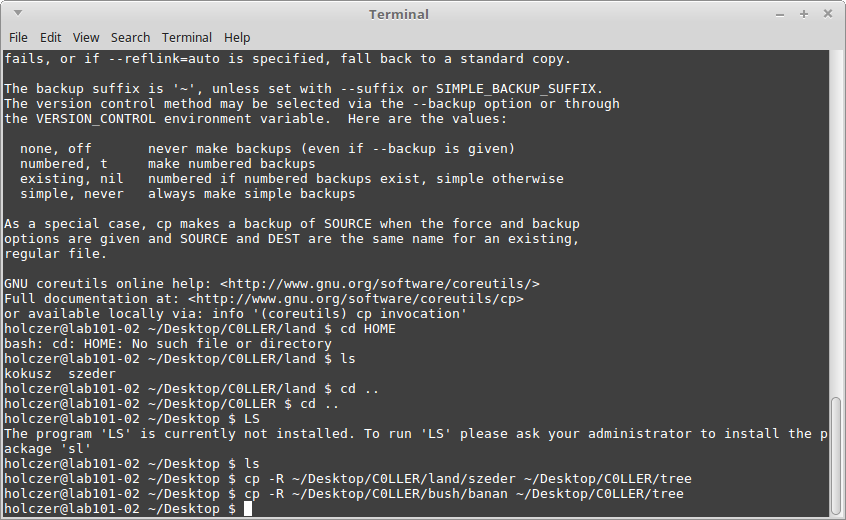 Terminal
File Edit View Search Terminal Help
fails, or if --reflink=auto is specified, fall back to a standard copy.
The backup suffix is '~', unless set with --suffix or SIMPLE_BACKUP_SUFFIX.
The version control method may be selected via the --backup option or through
the VERSION_CONTROL environment variable.  Here are the values:
  none, off       never make backups (even if --backup is given)
  numbered, t     make numbered backups
  existing, nil   numbered if numbered backups exist, simple otherwise
  simple, never   always make simple backups
As a special case, cp makes a backup of SOURCE when the force and backup
options are given and SOURCE and DEST are the same name for an existing,
regular file.
GNU coreutils online help: <http://www.gnu.org/software/coreutils/>
Full documentation at: <http://www.gnu.org/software/coreutils/cp>
or available locally via: info '(coreutils) cp invocation'
holczer@lab101-02 ~/Desktop/C0LLER/land $ cd HOME
bash: cd: HOME: No such file or directory
holczer@lab101-02 ~/Desktop/C0LLER/land $ ls
kokusz  szeder
holczer@lab101-02 ~/Desktop/C0LLER/land $ cd ..
holczer@lab101-02 ~/Desktop/C0LLER $ cd ..
holczer@lab101-02 ~/Desktop $ LS
The program 'LS' is currently not installed. To run 'LS' please ask your administrator to install the p
ackage 'sl'
holczer@lab101-02 ~/Desktop $ ls
holczer@lab101-02 ~/Desktop $ cp -R ~/Desktop/C0LLER/land/szeder ~/Desktop/C0LLER/tree
holczer@lab101-02 ~/Desktop $ cp -R ~/Desktop/C0LLER/bush/banan ~/Desktop/C0LLER/tree
holczer@lab101-02 ~/Desktop $